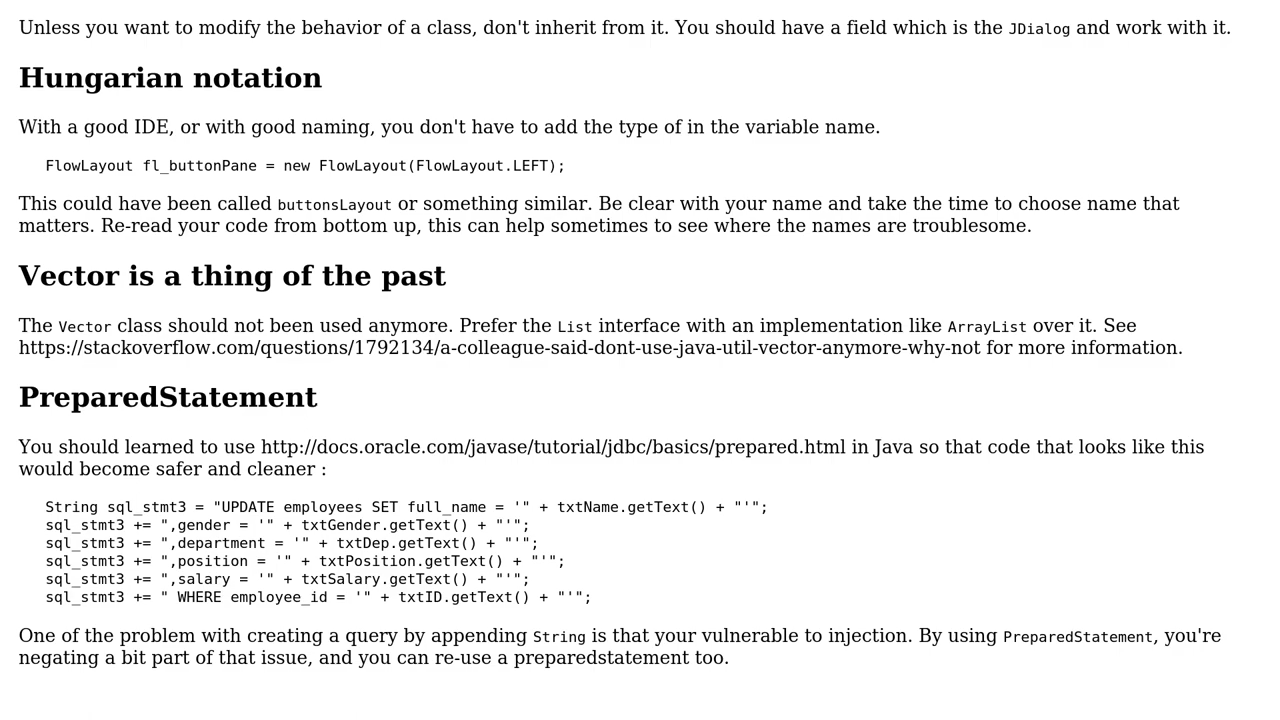 Unless you want to modify the behavior of a class, don't inherit from it. You should have a field which is the JDialog and work with it.
Hungarian notation
With a good IDE, or with good naming, you don't have to add the type of in the variable name.
FlowLayout fl_buttonPane = new FlowLayout(FlowLayout.LEFT);
This could have been called buttonsLayout or something similar. Be clear with your name and take the time to choose name that
matters. Re-read your code from bottom up, this can help sometimes to see where the names are troublesome.
Vector is a thing of the past
The Vector class should not been used anymore. Prefer the List interface with an implementation like ArrayList over it. See
https://stackoverflow.com/questions/1792134/a-colleague-said-dont-use-java-util-vector-anymore-why-not for more information.
PreparedStatement
You should learned to use http://docs.oracle.com/javase/tutorial/jdbc/basics/prepared.html in Java so that code that looks like this
would become safer and cleaner :
String sql_stmt3 = "UPDATE employees SET full_name = '" + txtName.getText() + "'";
sql_stmt3 += ",gender = '" + txtGender.getText() + "'";
sql_stmt3 += ",department = '" + txtDep.getText() + "'";
sql_stmt3 += ",position = '" + txtPosition.getText() + "'";
sql_stmt3 += ",salary = '" + txtSalary.getText() + "'";
sql_stmt3 += " WHERE employee_id = '" + txtID.getText() + "'";
One of the problem with creating a query by appending String is that your vulnerable to injection. By using PreparedStatement, you're
negating a bit part of that issue, and you can re-use a preparedstatement too.